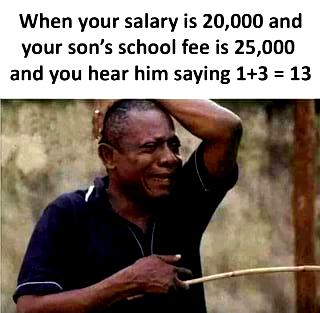 When your salary is 20,000 and
your son's school fee is 25,000
and you hear him saying 1+3 = 13